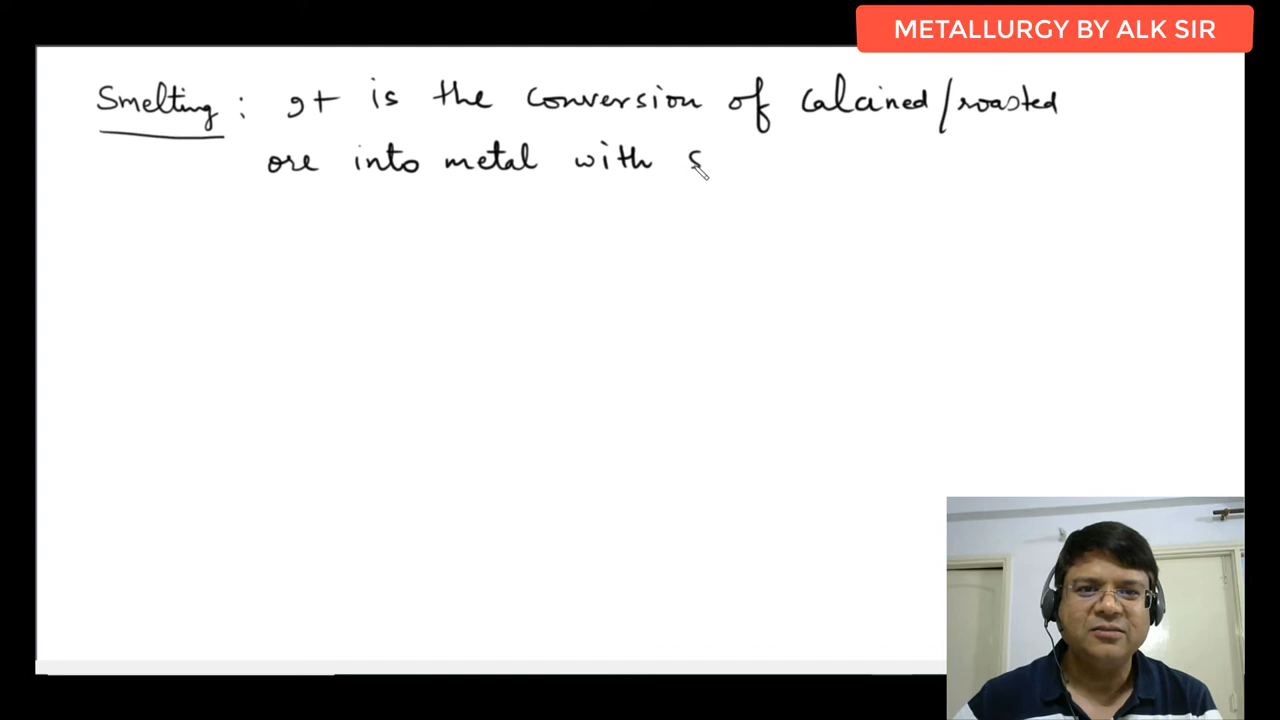 METALLURGY BY ALK SIR
Smelting : It is the conversion of calcined/roasted
ore into metal with s